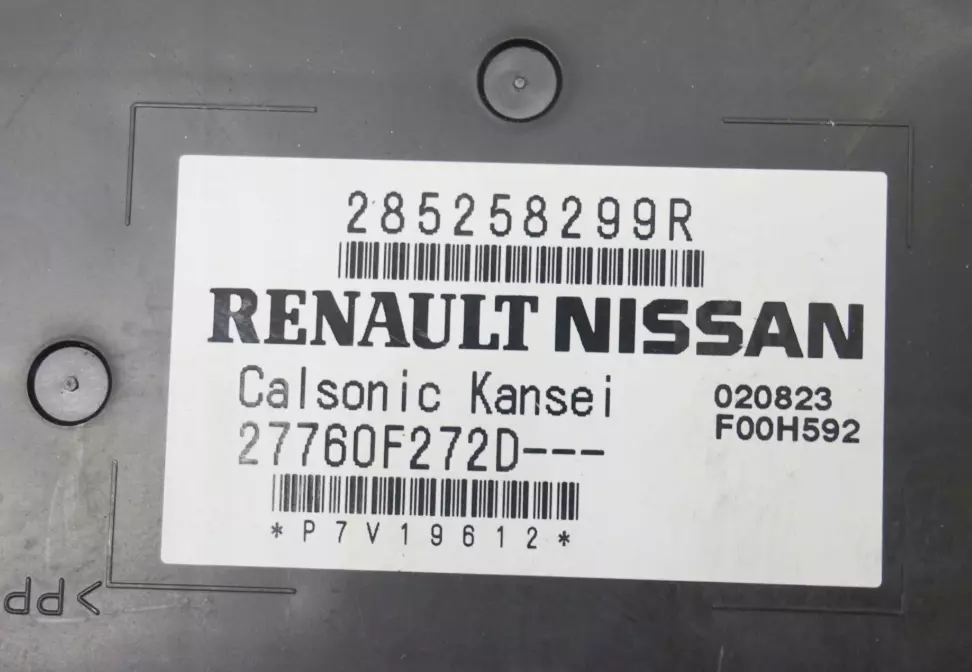 285258299R
RENAULT NISSAN
Calsonic Kansei
020823
27760F272D---
F00H592
*P7V19612*
>PP<